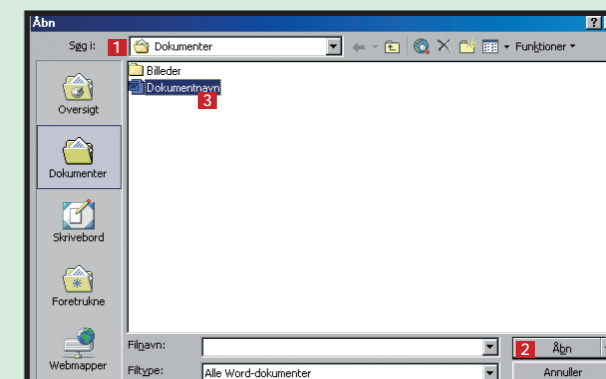 Åbn
Søg i: 1 Dokumenter Funktioner
Billeder
Dokumentnavn
3
Oversigt
Dokumenter
Skrivebord
Foretrukne
Webmapper
Filnavn: 2 Åbn
Filtype: Alle Word-dokumenter Annuller